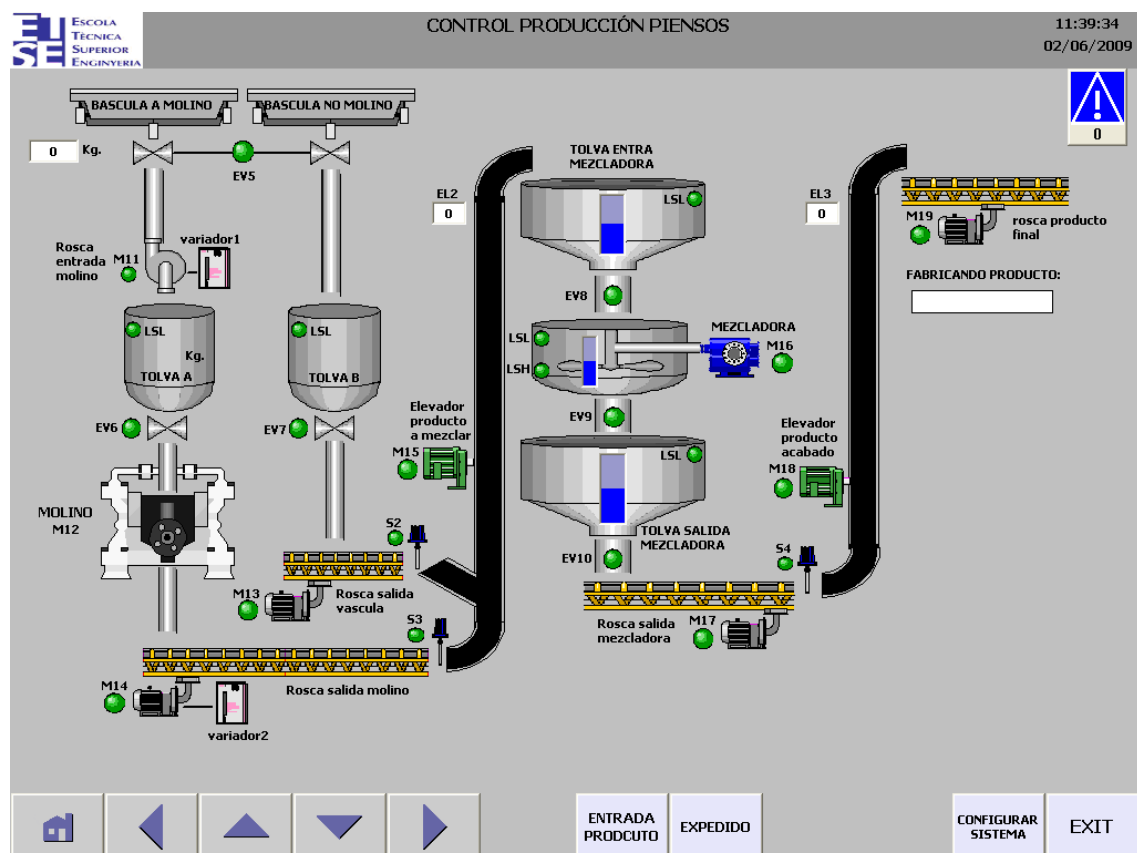 ETSE
ESCOLA
TÈCNICA
SUPERIOR
ENGINYERIA
CONTROL PRODUCCIÓN PIENSOS
11:39:34
02/06/2009
0
BASCULA A MOLINO
BASCULA NO MOLINO
0 Kg.
EV5
TOLVA ENTRA
MEZCLADORA
LSL
EL2
0
EL3
0
M19
rosca producto
final
Rosca
entrada
molino
M11
variador1
FABRICANDO PRODUCTO:
EV8
LSL
Kg.
TOLVA A
LSL
TOLVA B
LSL
LSH
MEZCLADORA
M16
EV6
EV7
Elevador
producto
a mezclar
M15
EV9
LSL
Elevador
producto
acabado
M18
MOLINO
M12
S2
TOLVA SALIDA
MEZCLADORA
EV10
S4
M13
Rosca salida
vascula
S3
Rosca salida
mezcladora
M17
M14
Rosca salida molino
variador2
ENTRADA
PRODCUTO
EXPEDIDO
CONFIGURAR
SISTEMA
EXIT